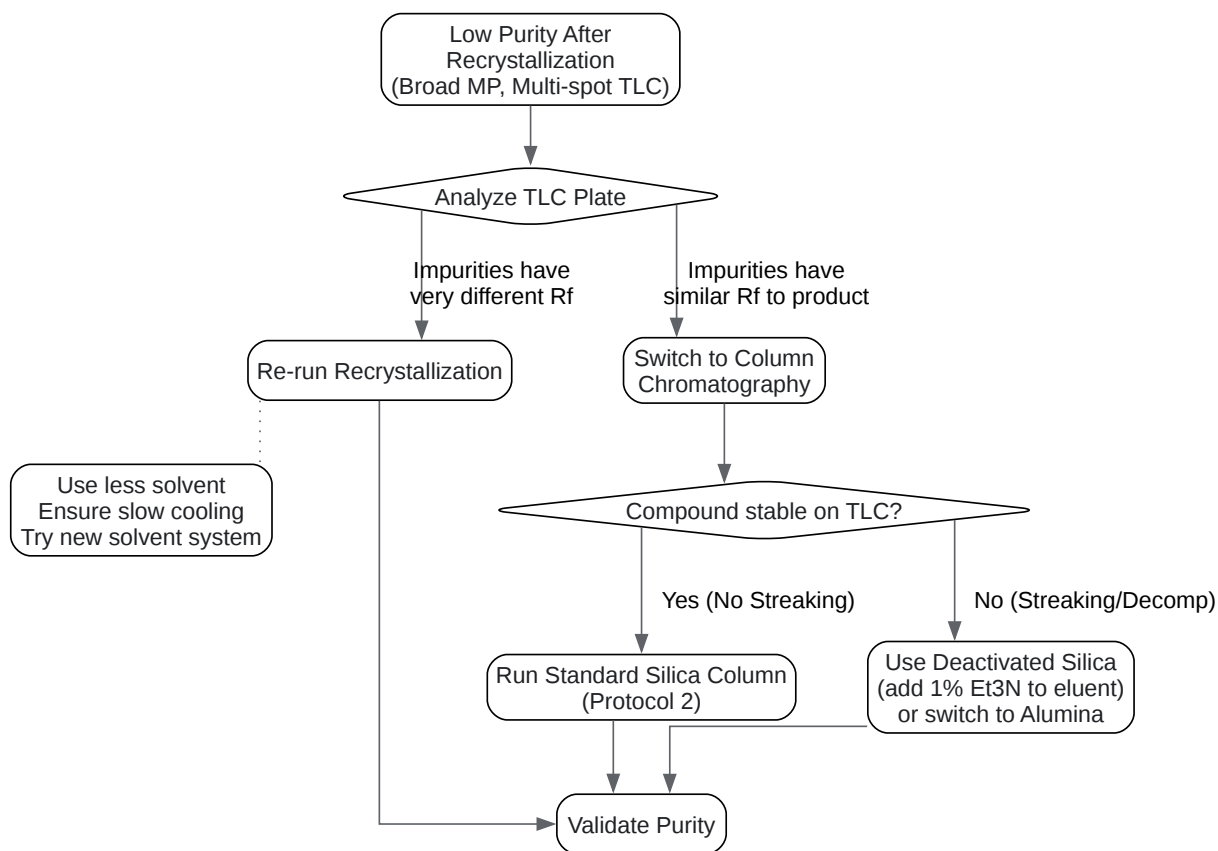 Low Purity After
Recrystallization
(Broad MP, Multi-spot TLC)
Analyze TLC Plate
Impurities have
very different Rf
Impurities have
similar Rf to product
Re-run Recrystallization
Switch to Column
Chromatography
Use less solvent
Ensure slow cooling
Try new solvent system
Compound stable on TLC?
Yes (No Streaking)
No (Streaking/Decomp)
Run Standard Silica Column
(Protocol 2)
Use Deactivated Silica
(add 1% Et3N to eluent)
or switch to Alumina
Validate Purity